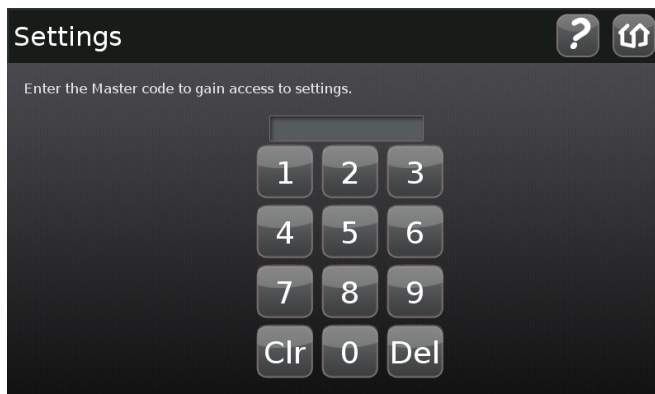 Settings ?
Enter the Master code to gain access to settings.
1 2 3
4 5 6
7 8 9
Clr 0 Del